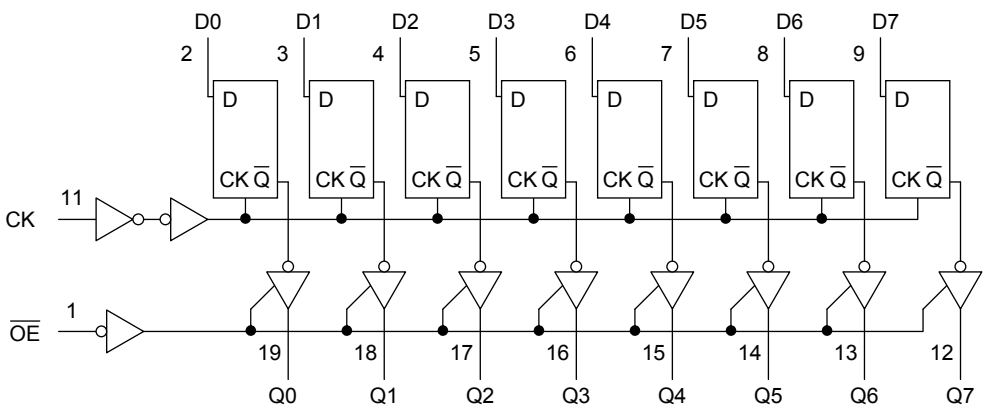 D0 D1 D2 D3 D4 D5 D6 D7
2 3 4 5 6 7 8 9
D D D D D D D D
CK Q̅ CK Q̅ CK Q̅ CK Q̅ CK Q̅ CK Q̅ CK Q̅ CK Q̅
11
CK
1
O̅E̅
19 18 17 16 15 14 13 12
Q0 Q1 Q2 Q3 Q4 Q5 Q6 Q7